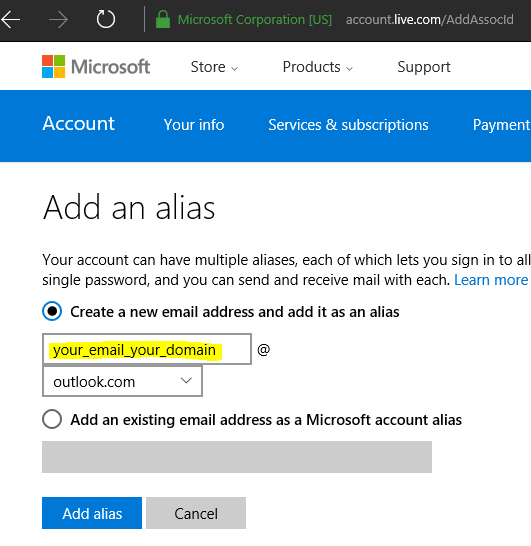 Microsoft Corporation [US] account.live.com/AddAssocId
Microsoft Store Products Support
Account Your info Services & subscriptions Payment
Add an alias
Your account can have multiple aliases, each of which lets you sign in to all
single password, and you can send and receive mail with each. Learn more
Create a new email address and add it as an alias
your_email_your_domain @
outlook.com
Add an existing email address as a Microsoft account alias
Add alias Cancel